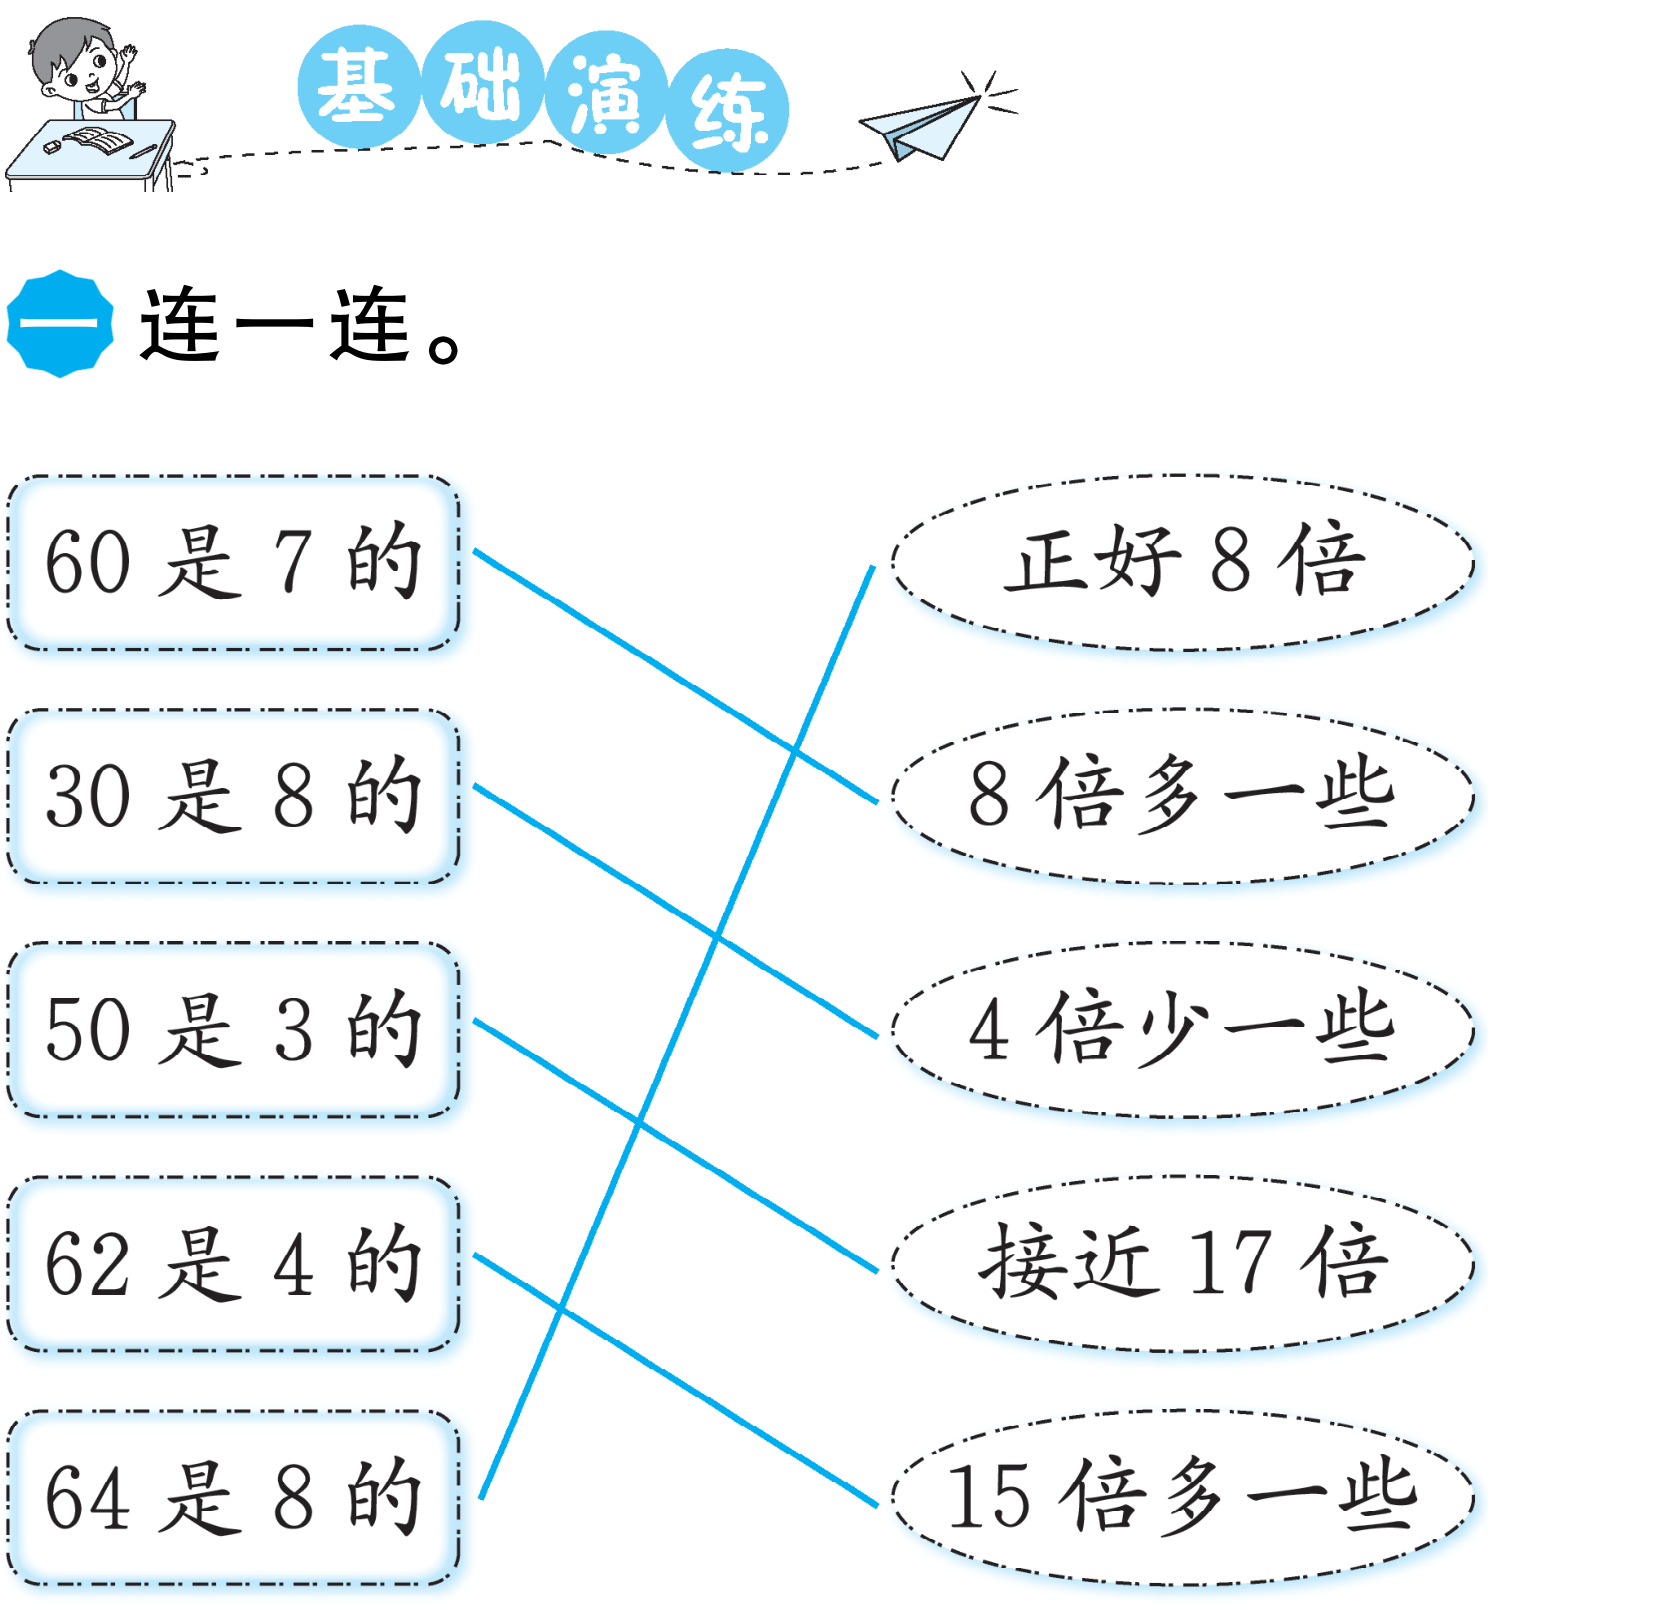 基础演练
一 连一连。
60 是 7 的 正好 8 倍
30 是 8 的 8 倍多一些
50 是 3 的 4 倍少一些
62 是 4 的 接近 17 倍
64 是 8 的 15 倍多一些